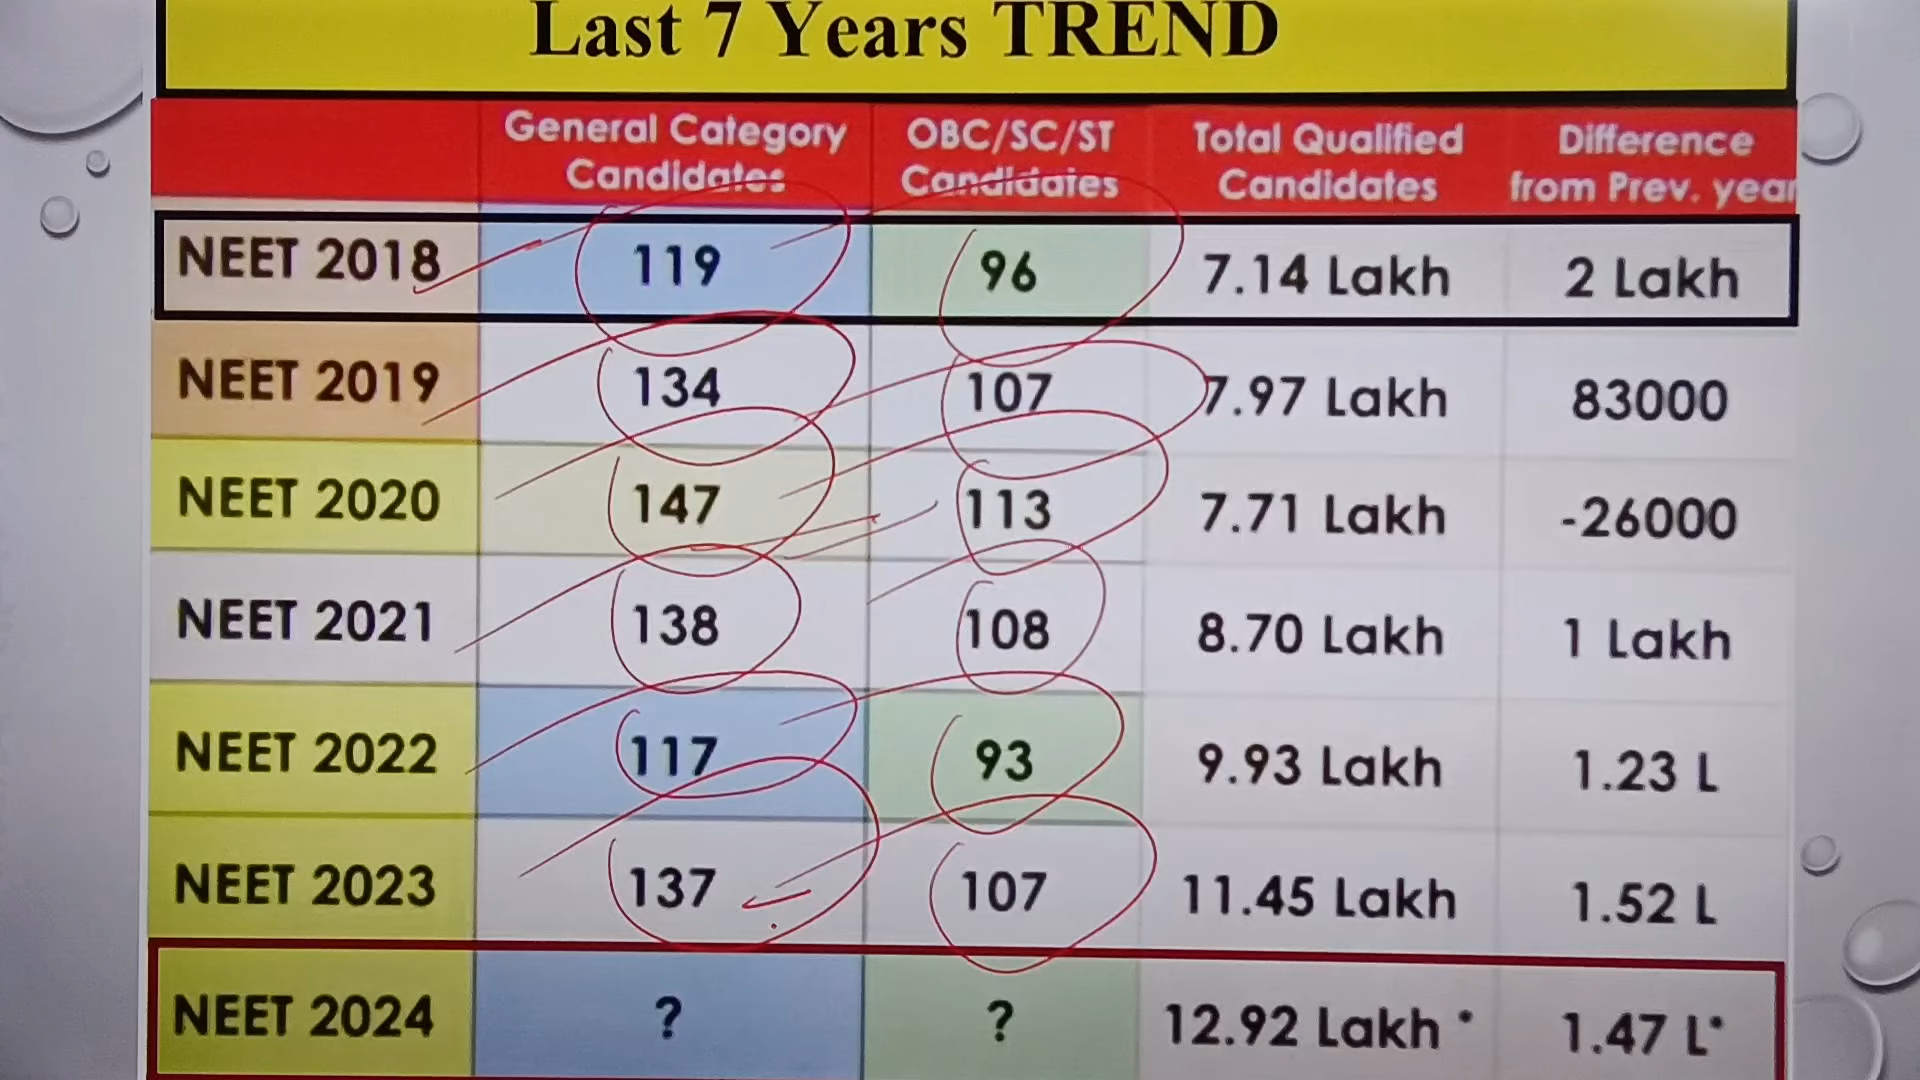 Last 7 Years TREND
General Category Candidates OBC/SC/ST Candidates Total Qualified Candidates Difference from Prev. year
NEET 2018 119 96 7.14 Lakh 2 Lakh
NEET 2019 134 107 7.97 Lakh 83000
NEET 2020 147 113 7.71 Lakh -26000
NEET 2021 138 108 8.70 Lakh 1 Lakh
NEET 2022 117 93 9.93 Lakh 1.23 L
NEET 2023 137 107 11.45 Lakh 1.52 L
NEET 2024 ? ? 12.92 Lakh * 1.47 L*